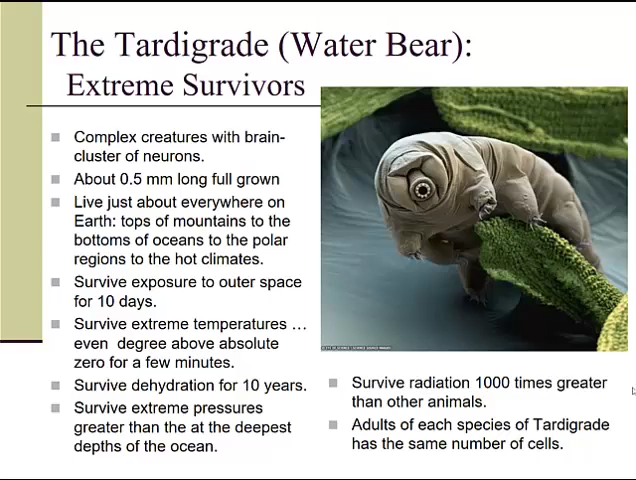 The Tardigrade (Water Bear):
Extreme Survivors
Complex creatures with brain-
cluster of neurons.
About 0.5 mm long full grown
Live just about everywhere on
Earth: tops of mountains to the
bottoms of oceans to the polar
regions to the hot climates.
Survive exposure to outer space
for 10 days.
Survive extreme temperatures …
even degree above absolute
zero for a few minutes.
Survive dehydration for 10 years.
Survive extreme pressures
greater than the at the deepest
depths of the ocean.
Survive radiation 1000 times greater
than other animals.
Adults of each species of Tardigrade
has the same number of cells.